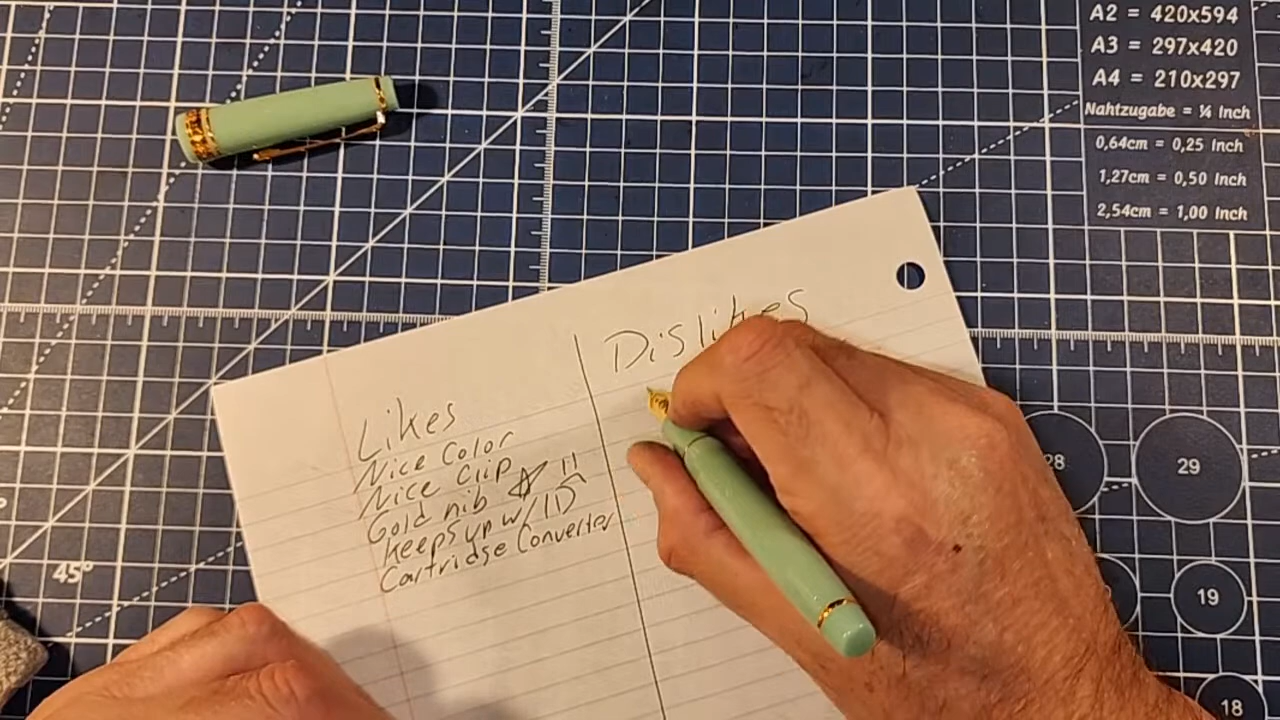 A2 = 420x594
A3 = 297x420
A4 = 210x297
Nahtzugabe = ¼ Inch
0,64cm = 0,25 Inch
1,27cm = 0,50 Inch
2,54cm = 1,00 Inch
Dislikes
Likes
Nice Color
Nice Clip
Gold nib
keeps up w/
Cartridge Converter
28
29
19
18
45°